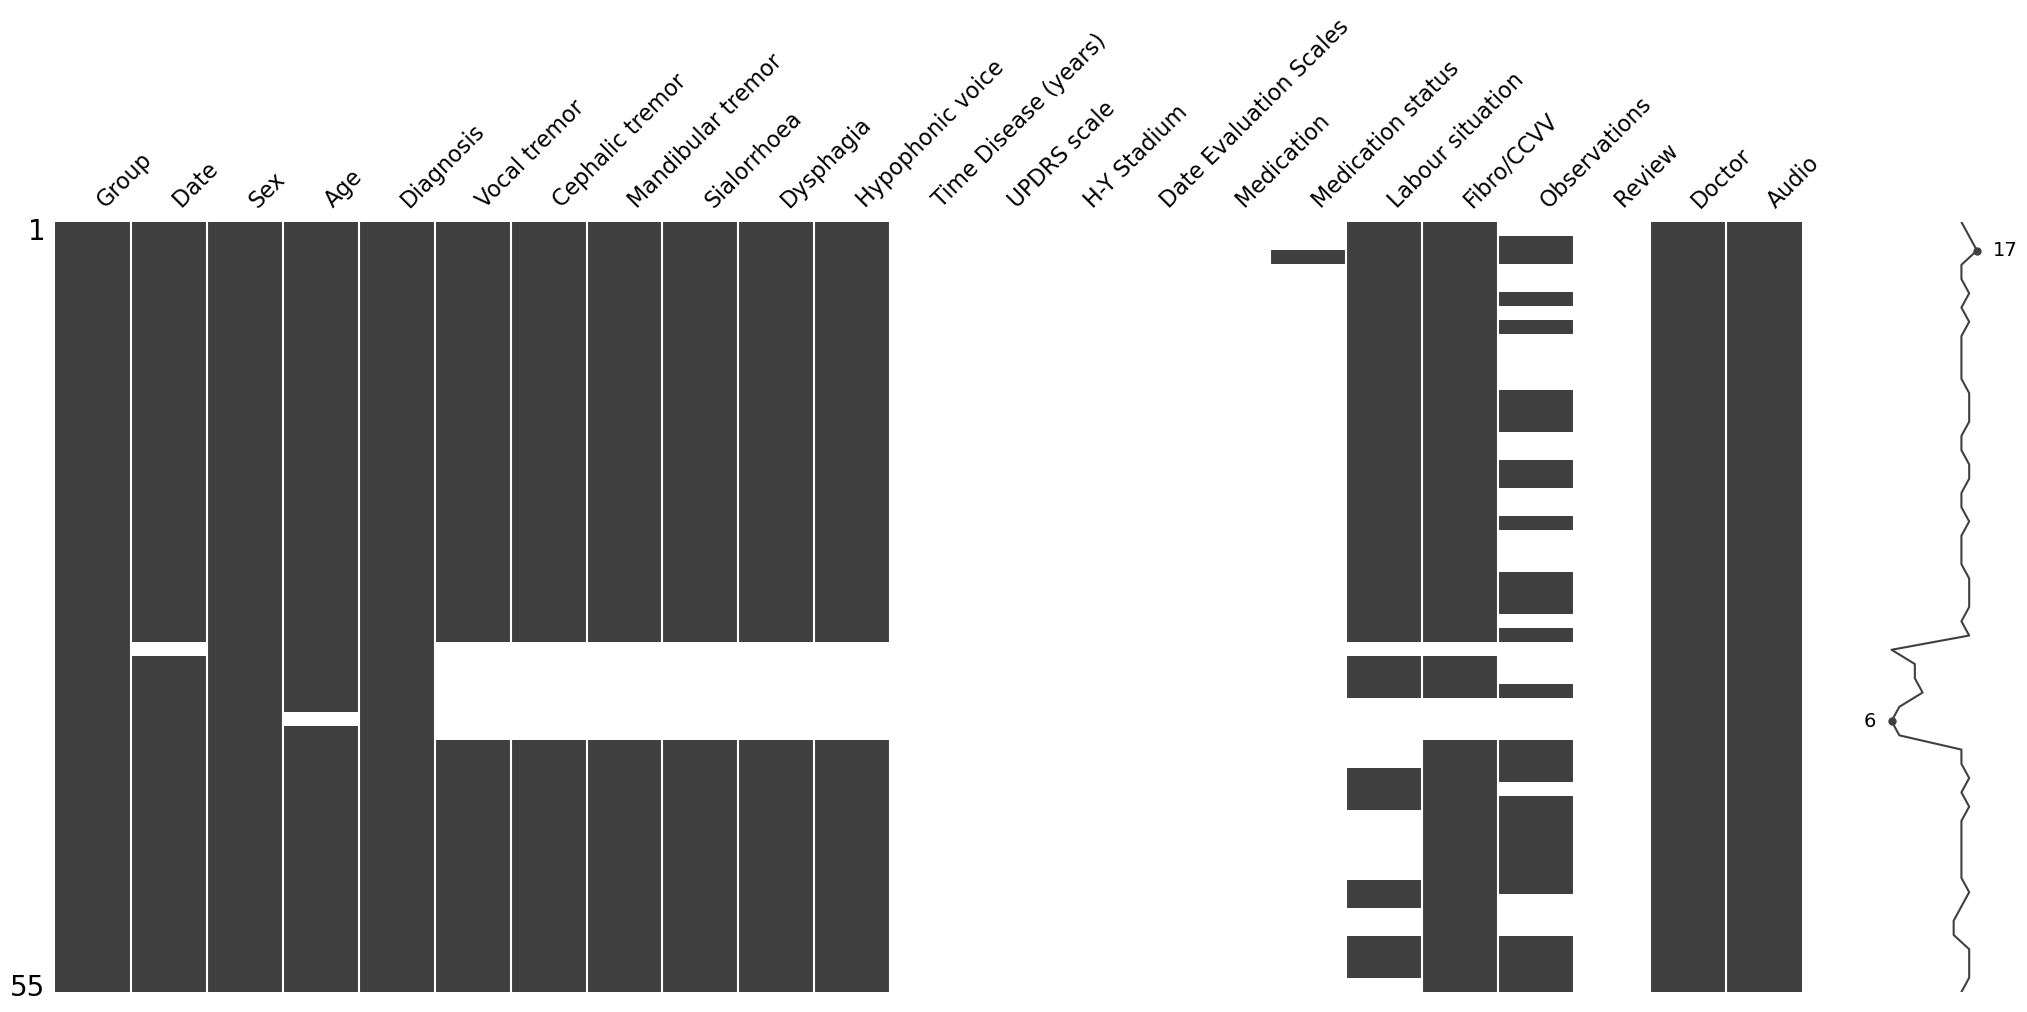 Group
Date
Sex
Age
Diagnosis
Vocal tremor
Cephalic tremor
Mandibular tremor
Sialorrhoea
Dysphagia
Hypophonic voice
Time Disease (years)
UPDRS scale
H-Y Stadium
Date Evaluation Scales
Medication
Medication status
Labour situation
Fibro/CCVV
Observations
Review
Doctor
Audio
1
17
6
55